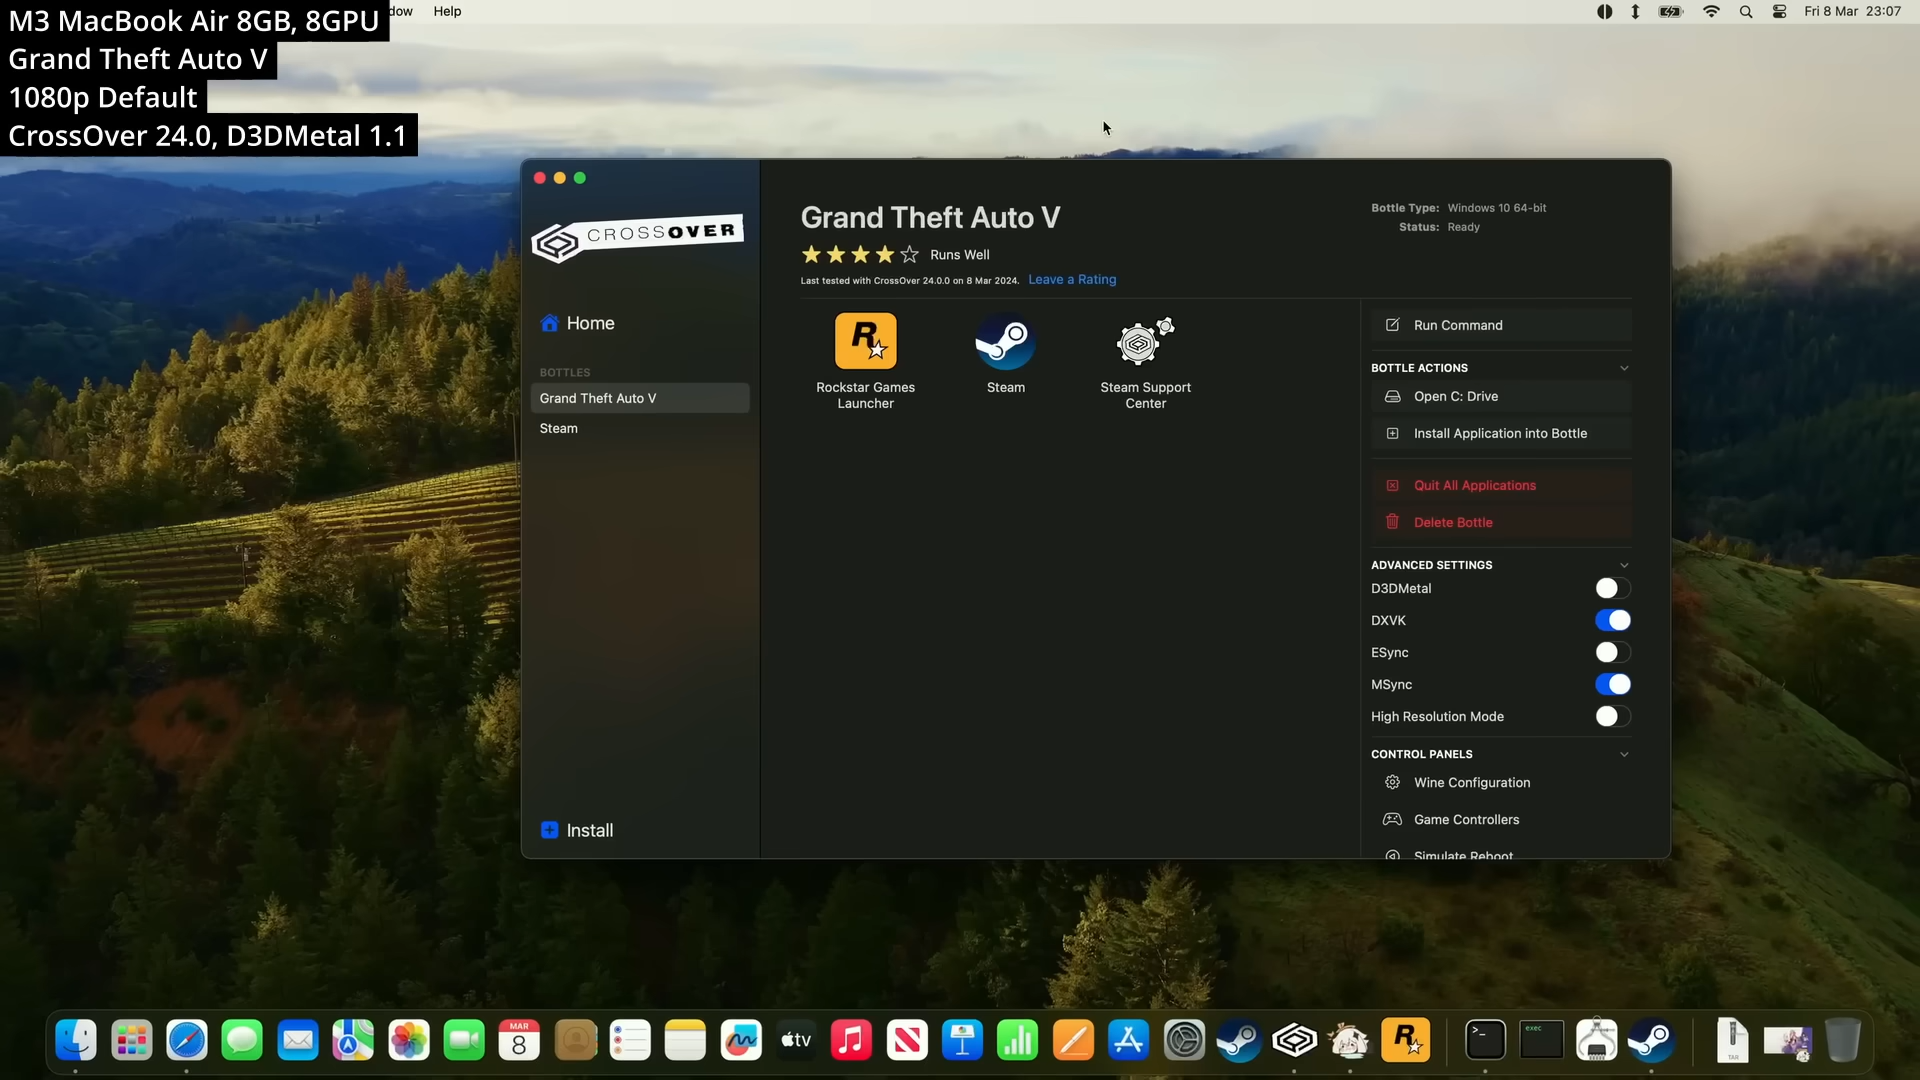 M3 MacBook Air 8GB, 8GPU
Grand Theft Auto V
1080p Default
CrossOver 24.0, D3DMetal 1.1
dow Help
Fri 8 Mar 23:07
CROSSOVER
Home
BOTTLES
Grand Theft Auto V
Steam
Install
Grand Theft Auto V
Runs Well
Last tested with CrossOver 24.0.0 on 8 Mar 2024. Leave a Rating
Bottle Type: Windows 10 64-bit
Status: Ready
Rockstar Games
Launcher
Steam
Steam Support
Center
Run Command
BOTTLE ACTIONS
Open C: Drive
Install Application into Bottle
Quit All Applications
Delete Bottle
ADVANCED SETTINGS
D3DMetal
DXVK
ESync
MSync
High Resolution Mode
CONTROL PANELS
Wine Configuration
Game Controllers
Simulate Reboot
MAR
8
tv
R
>_
exec
TAR